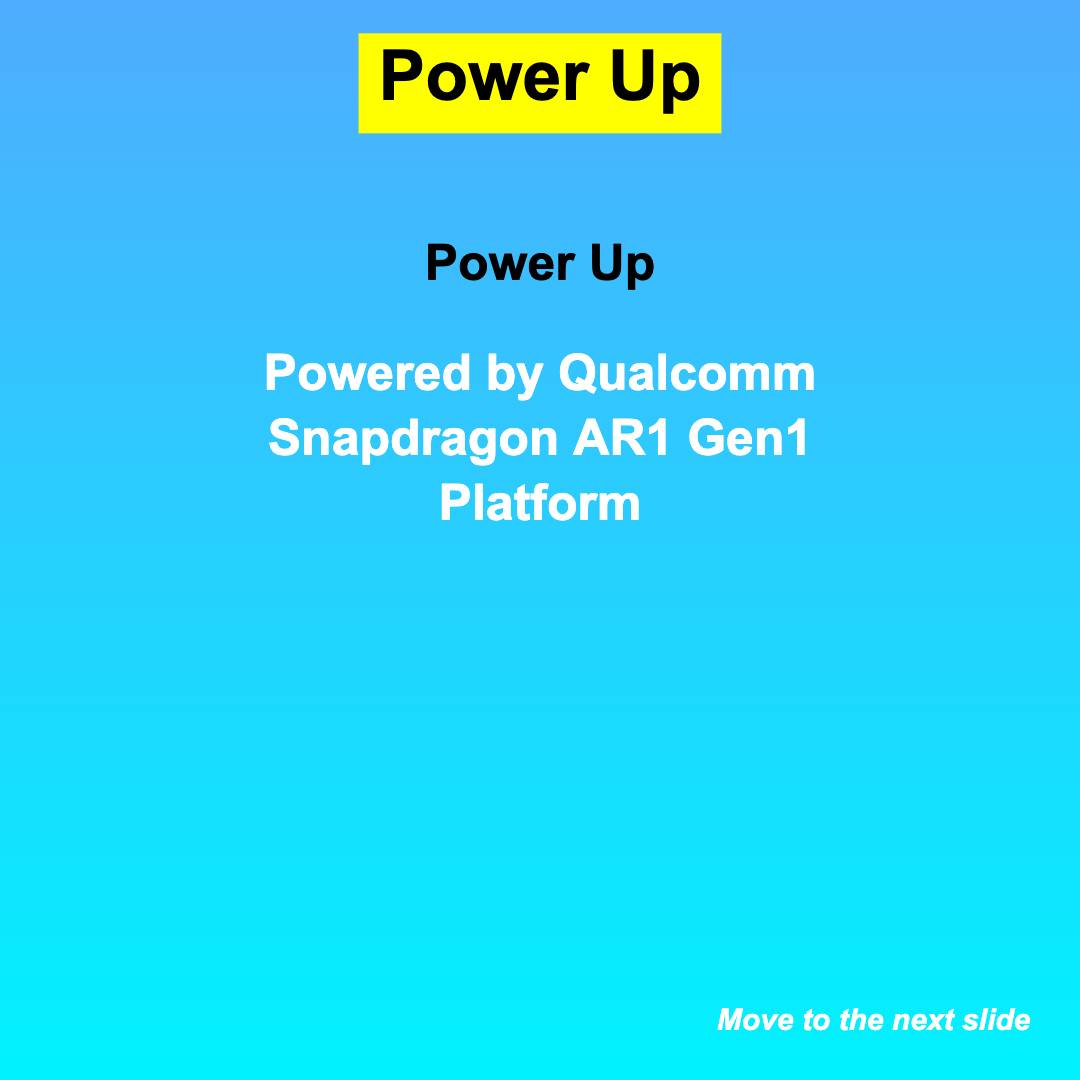 Power Up
Power Up
Powered by Qualcomm
Snapdragon AR1 Gen1
Platform
Move to the next slide